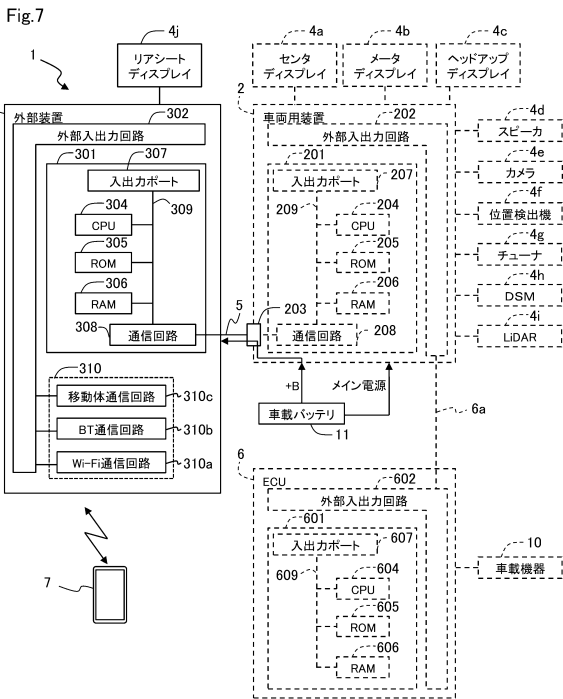 Fig.7
4j
4a
4b
4c
リアシート
ディスプレイ
センタ
ディスプレイ
メータ
ディスプレイ
ヘッドアップ
ディスプレイ
1
2
外部装置
302
外部入出力回路
301
307
入出力ポート
304
309
CPU
305
ROM
306
RAM
308
通信回路
310
移動体通信回路
310c
BT通信回路
310b
Wi-Fi通信回路
310a
5
203
車両用装置
202
外部入出力回路
201
入出力ポート
207
209
204
CPU
205
ROM
206
RAM
通信回路
208
+B
メイン電源
車載バッテリ
11
4d
スピーカ
4e
カメラ
4f
位置検出機
4g
チューナ
4h
DSM
4i
LiDAR
6a
6
ECU
602
外部入出力回路
601
入出力ポート
607
609
604
CPU
605
ROM
606
RAM
10
車載機器
7